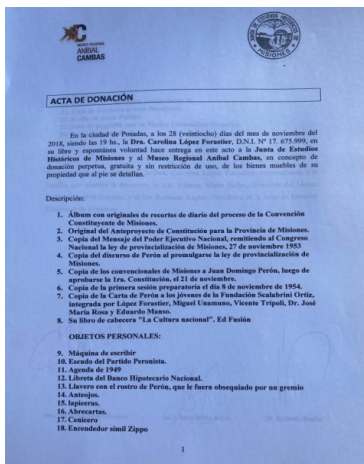 MUSEO REGIONAL
ANÍBAL
CAMBAS
JUNTA DE ESTUDIOS HISTÓRICOS DE MISIONES
ACTA DE DONACIÓN
En la ciudad de Posadas, a los 28 (veintiocho) días del mes de noviembre del
2018, siendo las 19 hs., la Dra. Carolina López Forastier, D.N.I. Nº 17. 675.999, en
su libre y espontánea voluntad hace entrega en este acto a la Junta de Estudios
Históricos de Misiones y al Museo Regional Aníbal Cambas, en concepto de
donación perpetua, gratuita y sin restricción de uso, de los bienes muebles de su
propiedad que al pie se detallan.
Descripción:
1. Álbum con originales de recortes de diario del proceso de la Convención
Constituyente de Misiones.
2. Original del Anteproyecto de Constitución para la Provincia de Misiones.
3. Copia del Mensaje del Poder Ejecutivo Nacional, remitiendo al Congreso
Nacional la ley de provincialización de Misiones, 27 de noviembre 1953
4. Copia del discurso de Perón al promulgarse la ley de provincialización de
Misiones.
5. Copia de los convencionales de Misiones a Juan Domingo Perón, luego de
aprobarse la 1ra. Constitución, el 21 de noviembre.
6. Copia de la primera sesión preparatoria el día 8 de noviembre de 1954.
7. Copia de la Carta de Perón a los jóvenes de la Fundación Scalabrini Ortiz,
integrada por López Forastier, Miguel Unamuno, Vicente Trípoli, Dr. José
María Rosa y Eduardo Manso.
8. Su libro de cabecera "La Cultura nacional". Ed Fusión
OBJETOS PERSONALES:
9. Máquina de escribir
10. Escudo del Partido Peronista.
11. Agenda de 1949
12. Libreta del Banco Hipotecario Nacional.
13. Llavero con el rostro de Perón, que le fuera obsequiado por un gremio
14. Anteojos.
15. lapiceras.
16. Abrecartas.
17. Cenicero
18. Encendedor símil Zippo
1